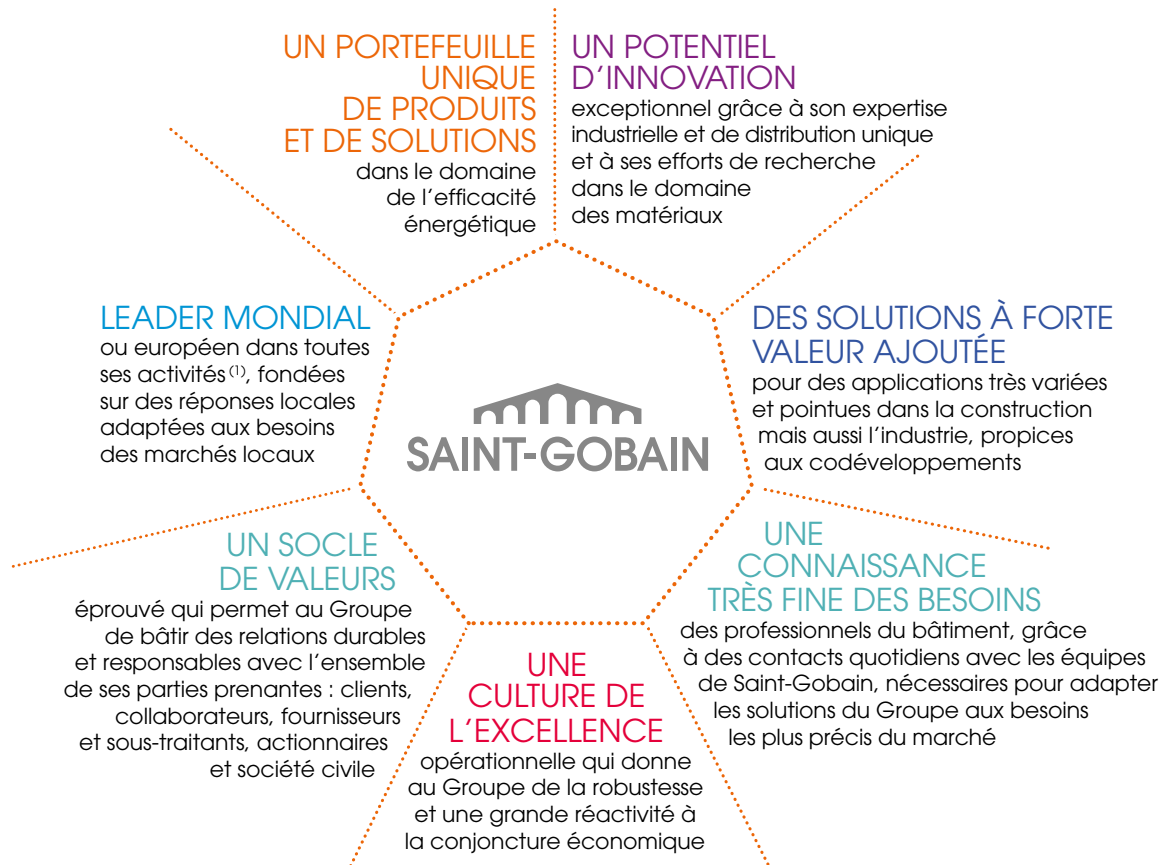 UN PORTEFEUILLE
UNIQUE
DE PRODUITS
ET DE SOLUTIONS
dans le domaine
de l'efficacité
énergétique
UN POTENTIEL
D'INNOVATION
exceptionnel grâce à son expertise
industrielle et de distribution unique
et à ses efforts de recherche
dans le domaine
des matériaux
LEADER MONDIAL
ou européen dans toutes
ses activités (1), fondées
sur des réponses locales
adaptées aux besoins
des marchés locaux
SAINT-GOBAIN
DES SOLUTIONS À FORTE
VALEUR AJOUTÉE
pour des applications très variées
et pointues dans la construction
mais aussi l'industrie, propices
aux codéveloppements
UN SOCLE
DE VALEURS
éprouvé qui permet au Groupe
de bâtir des relations durables
et responsables avec l'ensemble
de ses parties prenantes : clients,
collaborateurs, fournisseurs
et sous-traitants, actionnaires
et société civile
UNE
CULTURE DE
L'EXCELLENCE
opérationnelle qui donne
au Groupe de la robustesse
et une grande réactivité à
la conjoncture économique
UNE
CONNAISSANCE
TRÈS FINE DES BESOINS
des professionnels du bâtiment, grâce
à des contacts quotidiens avec les équipes
de Saint-Gobain, nécessaires pour adapter
les solutions du Groupe aux besoins
les plus précis du marché